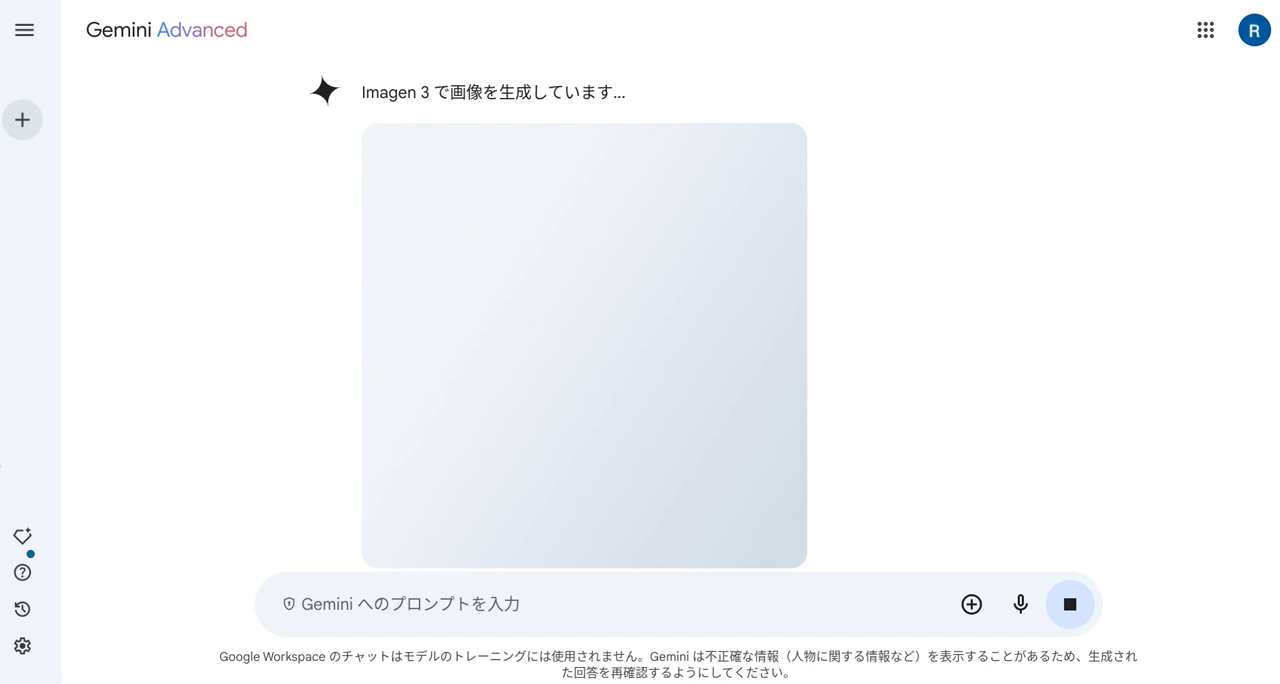 Gemini Advanced
R
Imagen 3 で画像を生成しています...
Gemini へのプロンプトを入力
Google Workspace のチャットはモデルのトレーニングには使用されません。Gemini は不正確な情報（人物に関する情報など）を表示することがあるため、生成され
た回答を再確認するようにしてください。